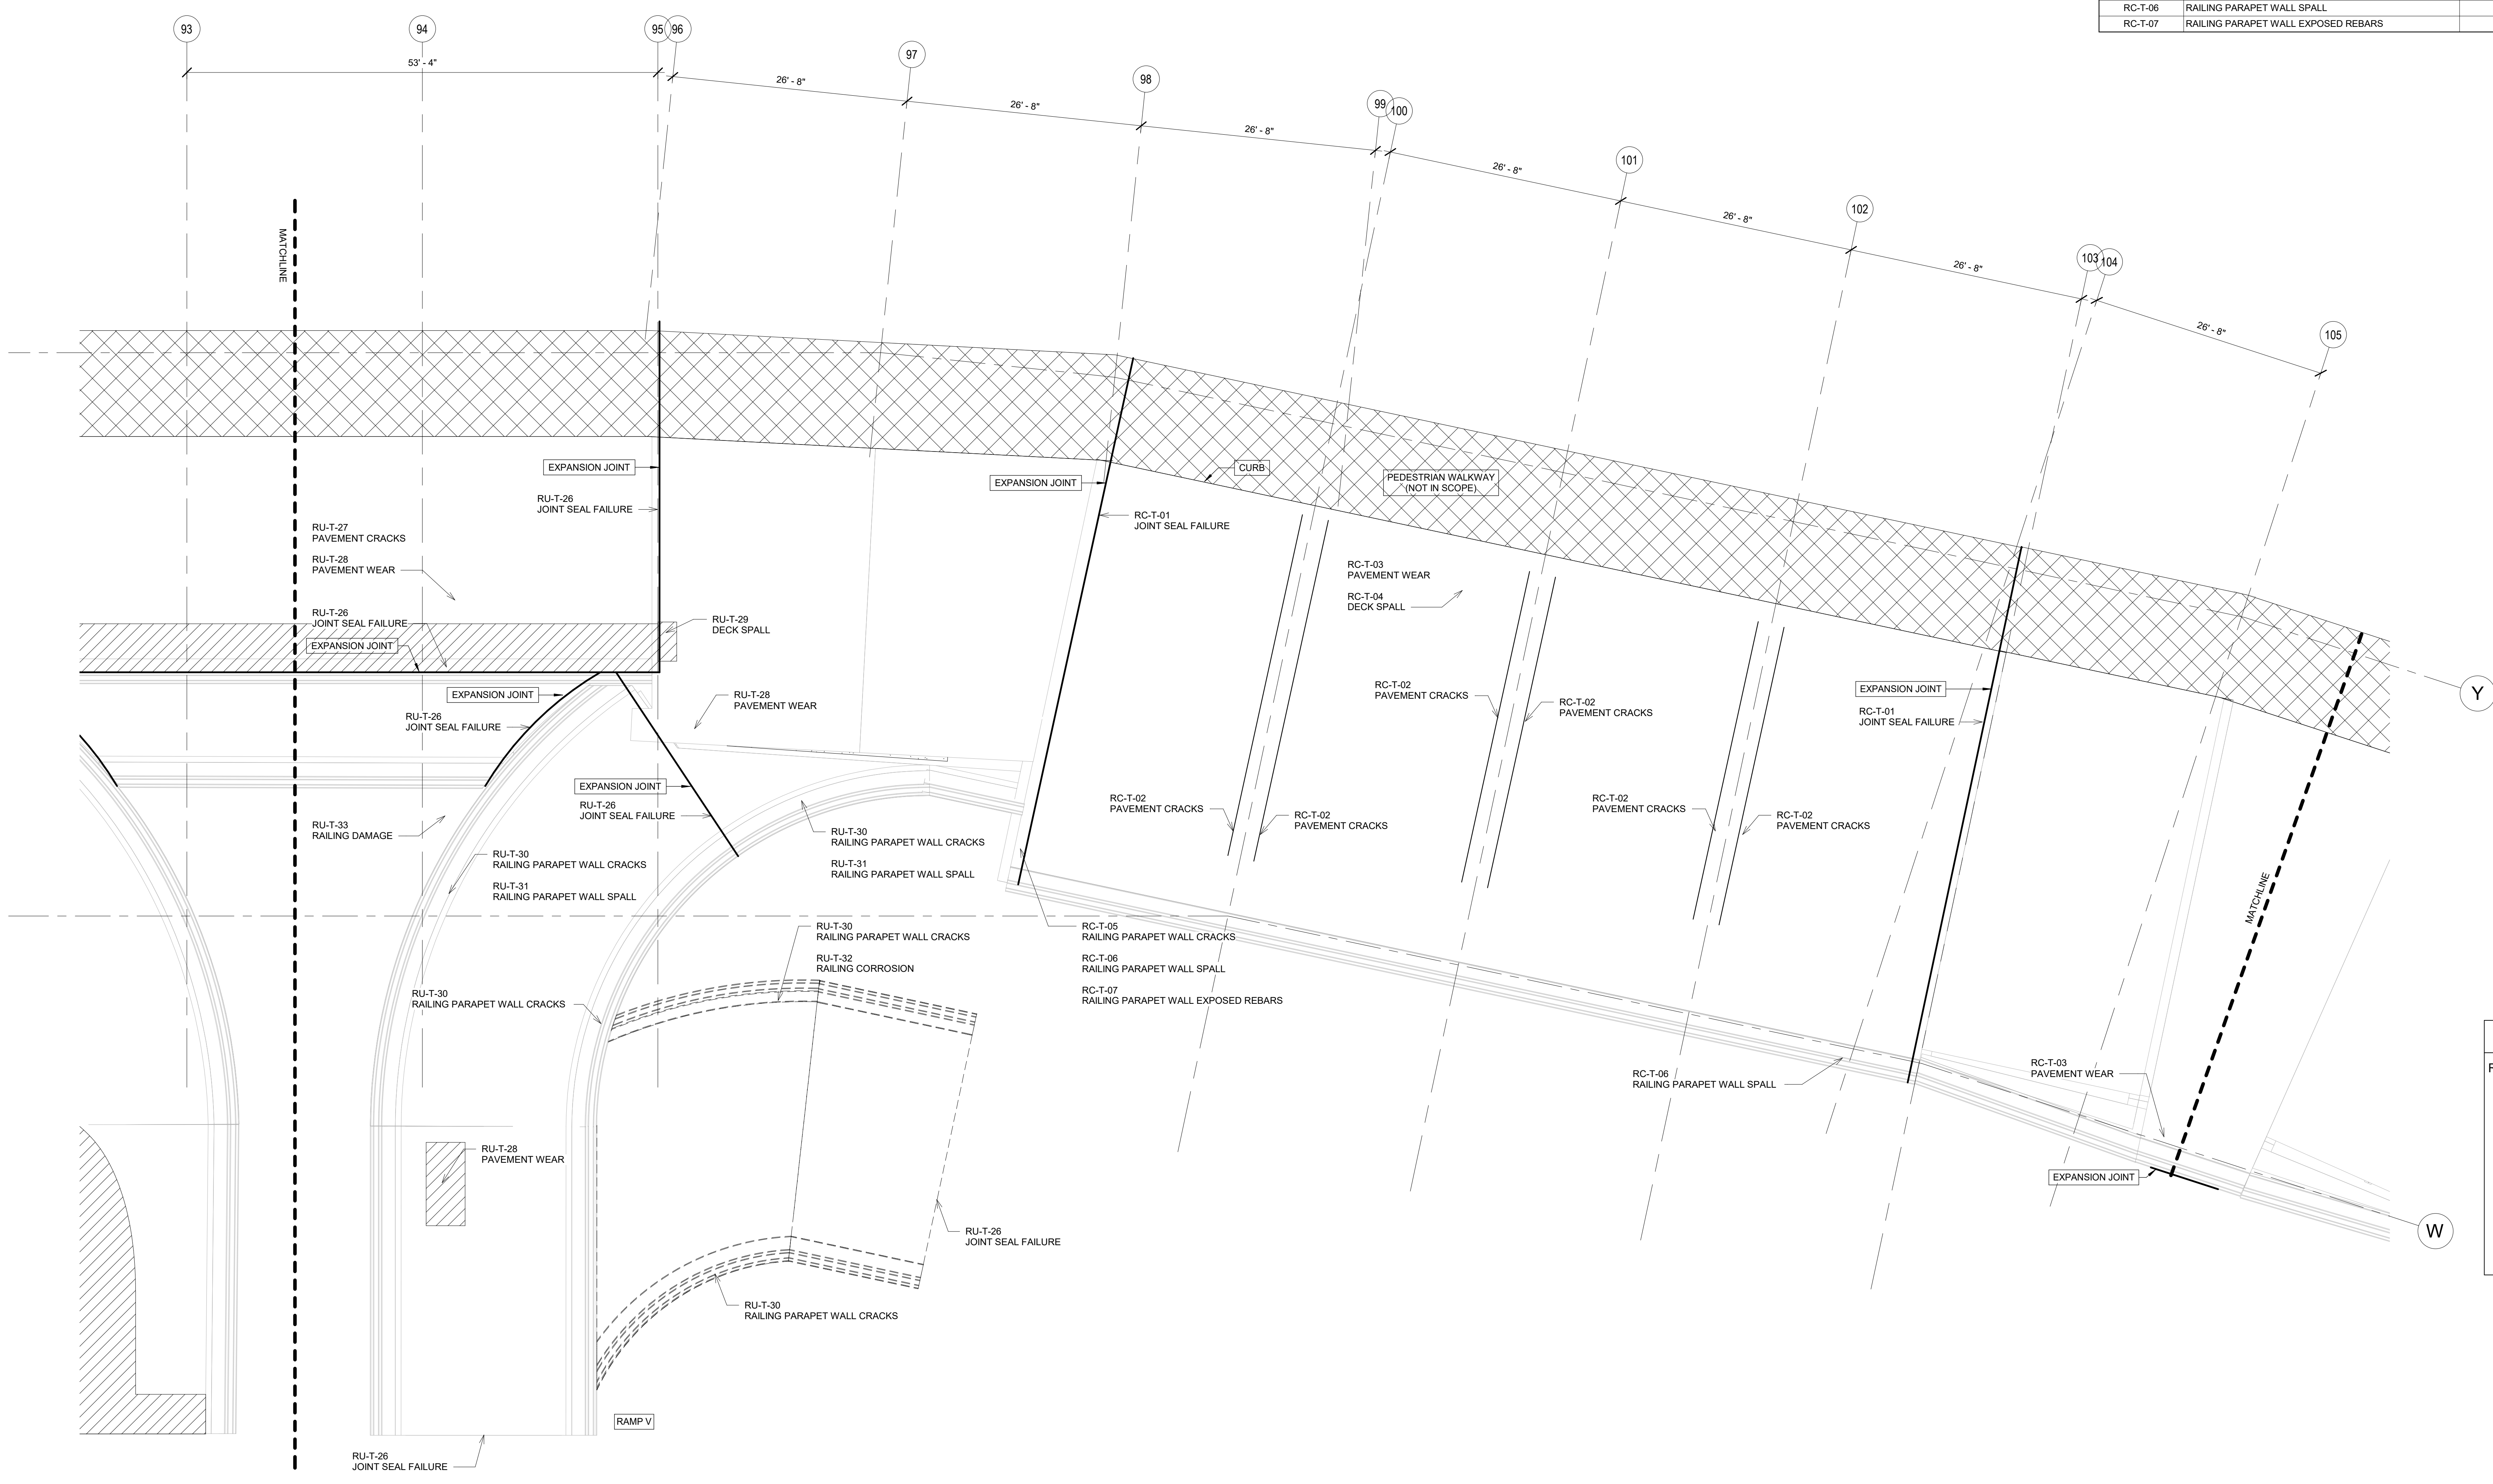 RC-T-06 RAILING PARAPET WALL SPALL
RC-T-07 RAILING PARAPET WALL EXPOSED REBARS
93
94
95
96
97
98
99
100
101
102
103
104
105
53' - 4"
26' - 8"
26' - 8"
26' - 8"
26' - 8"
26' - 8"
26' - 8"
26' - 8"
MATCHLINE
EXPANSION JOINT
RU-T-26
JOINT SEAL FAILURE
RU-T-27
PAVEMENT CRACKS
RU-T-28
PAVEMENT WEAR
RU-T-26
JOINT SEAL FAILURE
EXPANSION JOINT
RU-T-29
DECK SPALL
EXPANSION JOINT
RU-T-26
JOINT SEAL FAILURE
RU-T-28
PAVEMENT WEAR
EXPANSION JOINT
RU-T-26
JOINT SEAL FAILURE
RU-T-33
RAILING DAMAGE
RU-T-30
RAILING PARAPET WALL CRACKS
RU-T-31
RAILING PARAPET WALL SPALL
RU-T-30
RAILING PARAPET WALL CRACKS
RU-T-31
RAILING PARAPET WALL SPALL
RU-T-30
RAILING PARAPET WALL CRACKS
RU-T-32
RAILING CORROSION
RU-T-30
RAILING PARAPET WALL CRACKS
RU-T-28
PAVEMENT WEAR
RU-T-26
JOINT SEAL FAILURE
RU-T-30
RAILING PARAPET WALL CRACKS
RAMP V
RU-T-26
JOINT SEAL FAILURE
EXPANSION JOINT
RC-T-01
JOINT SEAL FAILURE
CURB
PEDESTRIAN WALKWAY
(NOT IN SCOPE)
RC-T-03
PAVEMENT WEAR
RC-T-04
DECK SPALL
RC-T-02
PAVEMENT CRACKS
RC-T-02
PAVEMENT CRACKS
RC-T-02
PAVEMENT CRACKS
RC-T-02
PAVEMENT CRACKS
RC-T-02
PAVEMENT CRACKS
RC-T-02
PAVEMENT CRACKS
EXPANSION JOINT
RC-T-01
JOINT SEAL FAILURE
RC-T-05
RAILING PARAPET WALL CRACKS
RC-T-06
RAILING PARAPET WALL SPALL
RC-T-07
RAILING PARAPET WALL EXPOSED REBARS
RC-T-06
RAILING PARAPET WALL SPALL
RC-T-03
PAVEMENT WEAR
EXPANSION JOINT
MATCHLINE
Y
W